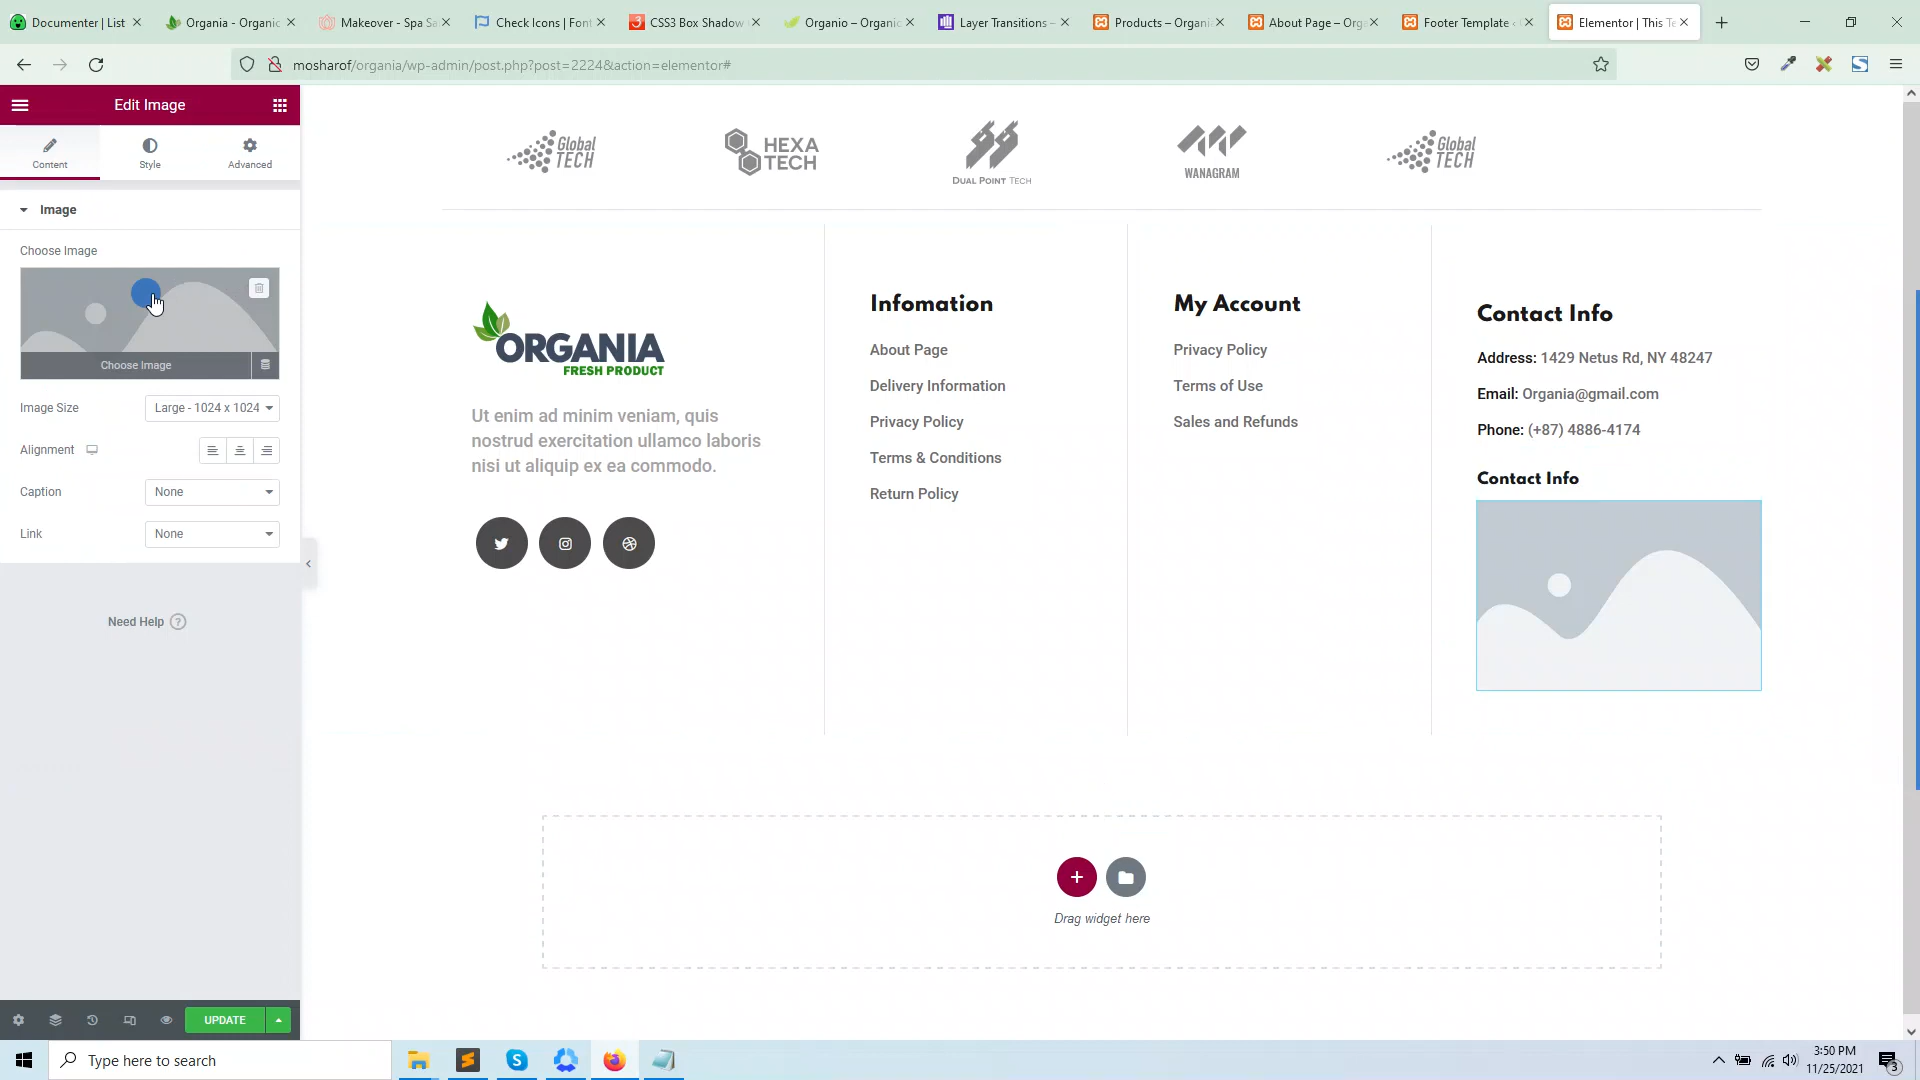 Documenter | List
Organia - Organic
Makeover - Spa Sa
Check Icons | Font
CSS3 Box Shadow
Organio – Organic
Layer Transitions –
Products – Organi
About Page – Orga
Footer Template ‹ O
Elementor | This Te
mosharof/organia/wp-admin/post.php?post=2224&action=elementor#
Edit Image
Content
Style
Advanced
Image
Choose Image
Choose Image
Image Size
Large - 1024 x 1024
Alignment
Caption
None
Link
None
Need Help ?
UPDATE
Global TECH
HEXA TECH
DUAL POINT TECH
WANAGRAM
Global TECH
ORGANIA
FRESH PRODUCT
Ut enim ad minim veniam, quis
nostrud exercitation ullamco laboris
nisi ut aliquip ex ea commodo.
Infomation
About Page
Delivery Information
Privacy Policy
Terms & Conditions
Return Policy
My Account
Privacy Policy
Terms of Use
Sales and Refunds
Contact Info
Address: 1429 Netus Rd, NY 48247
Email: Organia@gmail.com
Phone: (+87) 4886-4174
Contact Info
Drag widget here
Type here to search
3:50 PM
11/25/2021
3